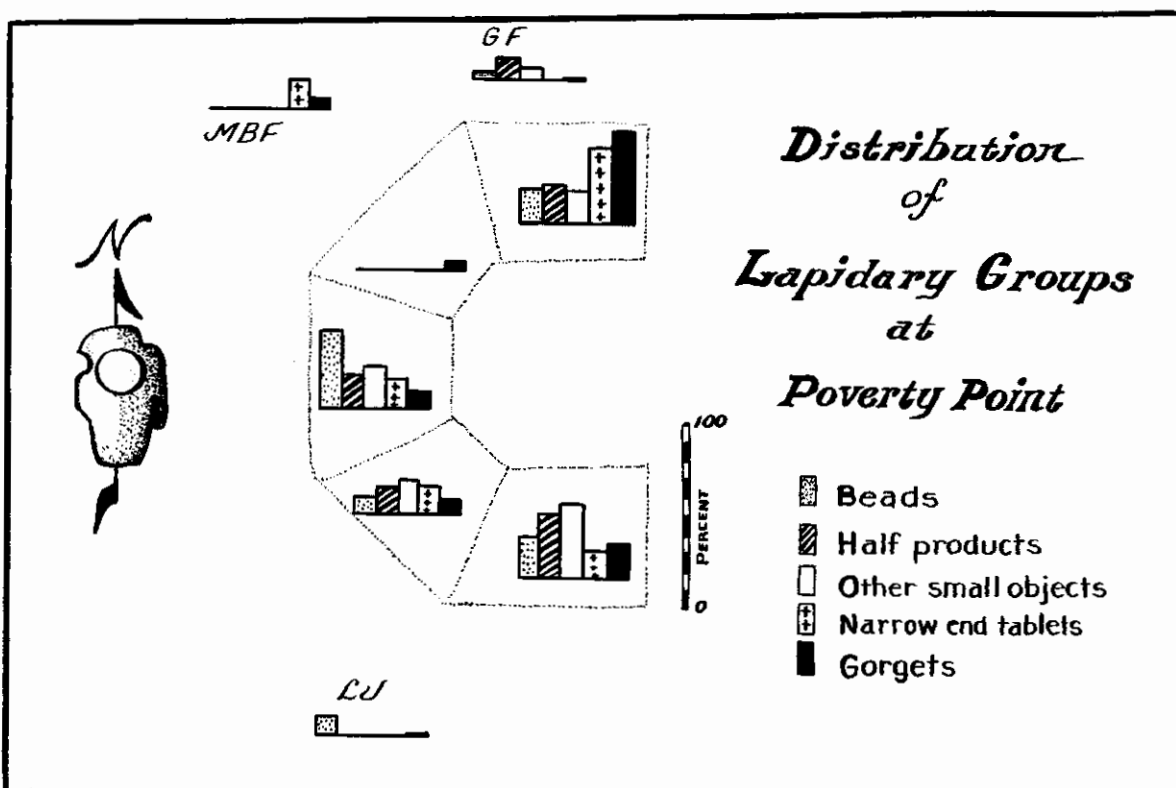 GF
MBF
N
Distribution
of
Lapidary Groups
at
Poverty Point
100
PERCENT
0
Beads
Half products
Other small objects
Narrow end tablets
Gorgets
LJ